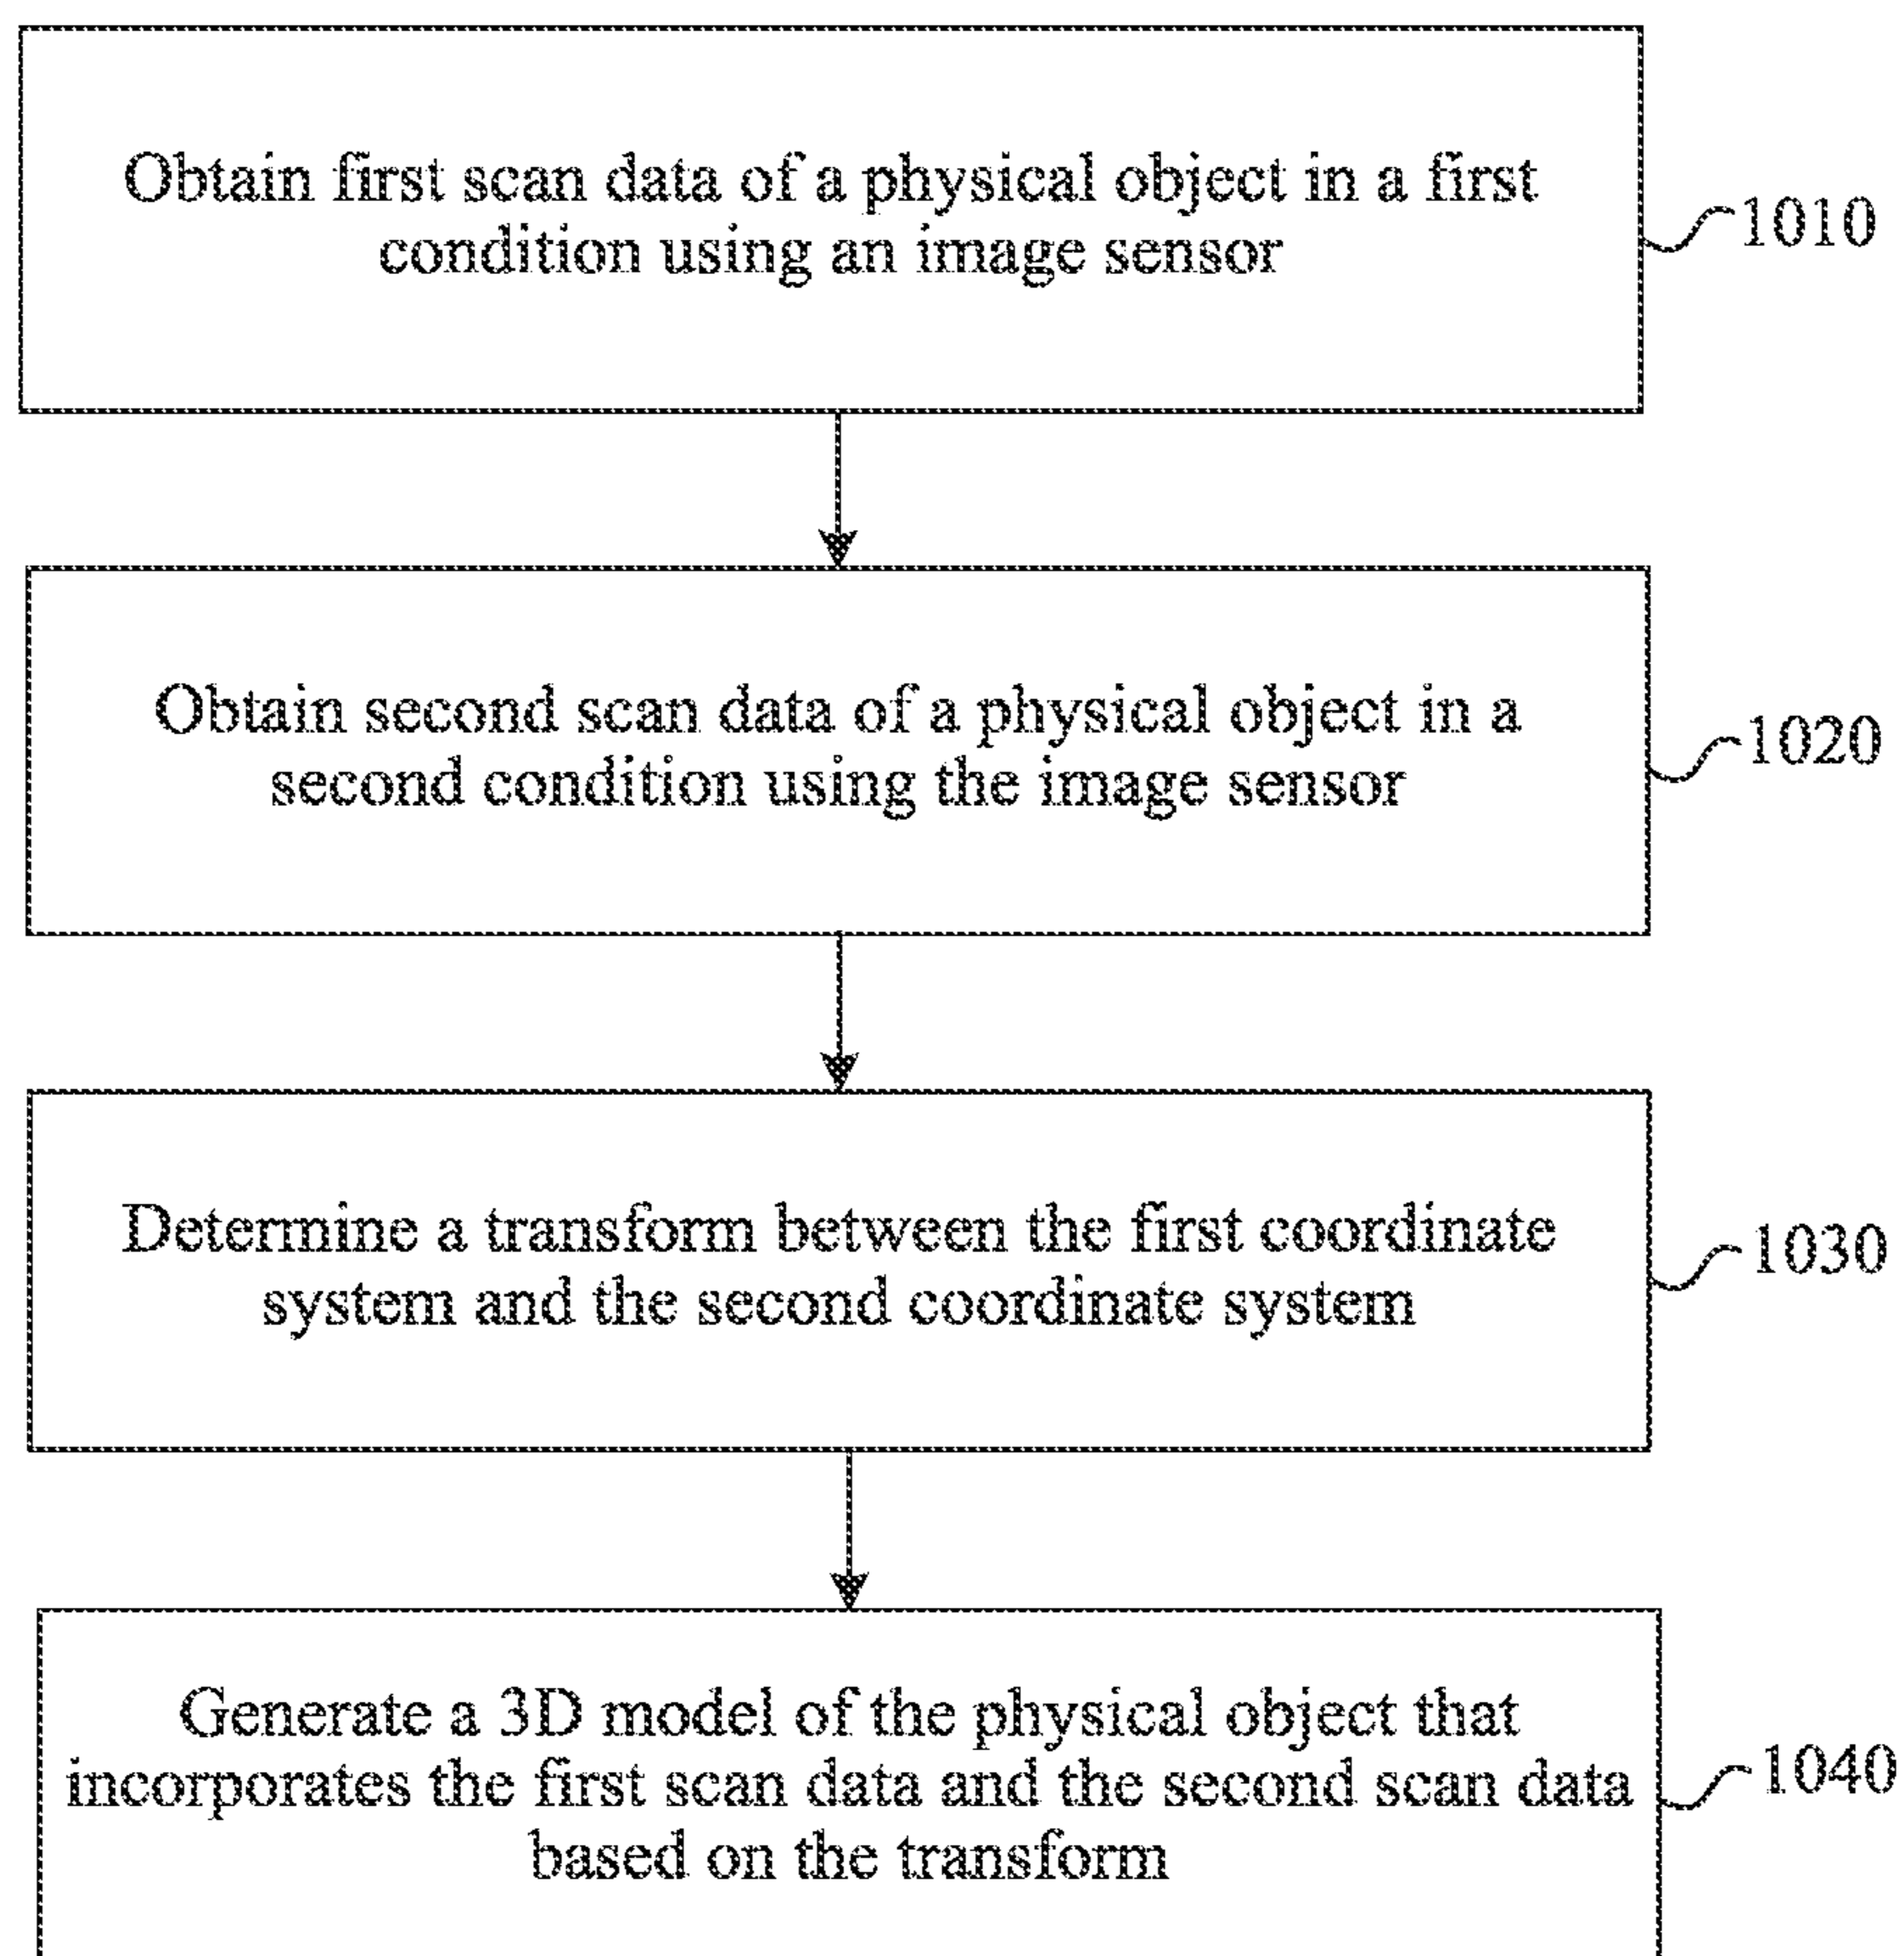 Obtain first scan data of a physical object in a first
condition using an image sensor
1010
Obtain second scan data of a physical object in a
second condition using the image sensor
1020
Determine a transform between the first coordinate
system and the second coordinate system
1030
Generate a 3D model of the physical object that
incorporates the first scan data and the second scan data
based on the transform
1040